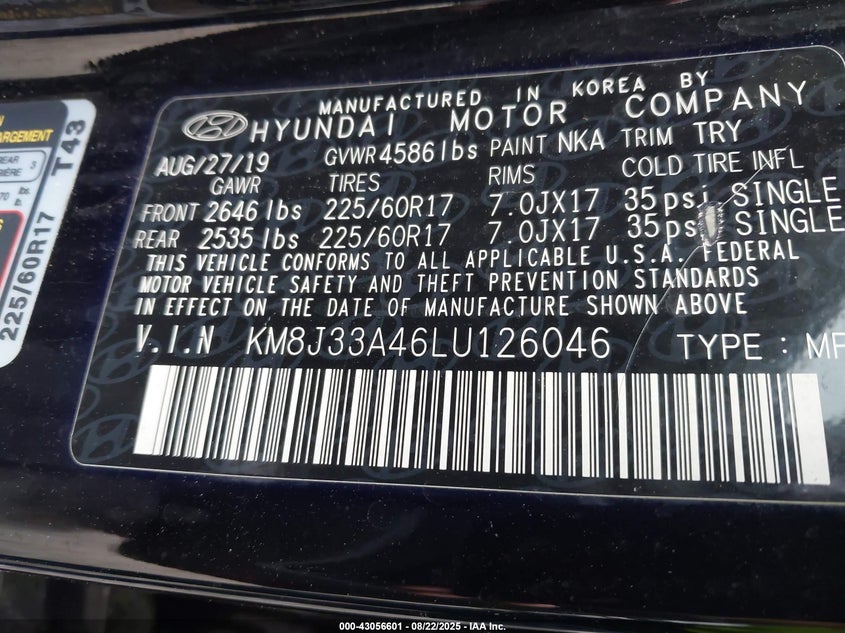 MANUFACTURED IN KOREA BY
HYUNDAI MOTOR COMPANY
AUG/27/19 GVWR 4586 lbs PAINT NKA TRIM TRY
GAWR TIRES RIMS COLD TIRE INFL
FRONT 2646 lbs 225/60R17 7.0JX17 35 psi SINGLE
REAR 2535 lbs 225/60R17 7.0JX17 35 psi SINGLE
THIS VEHICLE CONFORMS TO ALL APPLICABLE U.S.A. FEDERAL
MOTOR VEHICLE SAFETY AND THEFT PREVENTION STANDARDS
IN EFFECT ON THE DATE OF MANUFACTURE SHOWN ABOVE
V.I.N KM8J33A46LU126046 TYPE : MP
225/60R17 T43
000-43056601 - 08/22/2025 - IAA Inc.